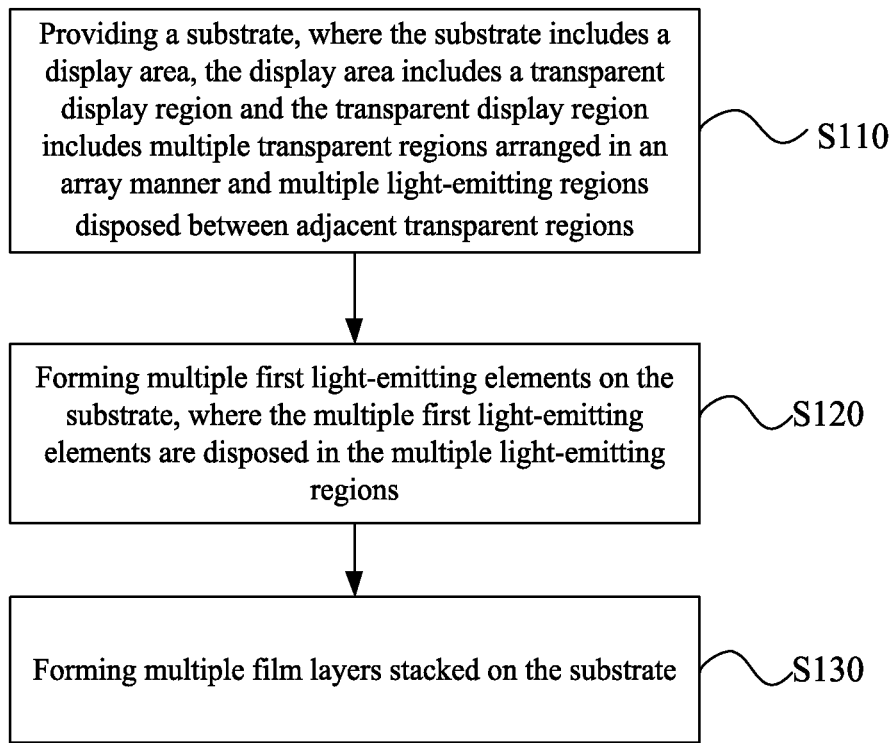 Providing a substrate, where the substrate includes a
display area, the display area includes a transparent
display region and the transparent display region
includes multiple transparent regions arranged in an
array manner and multiple light-emitting regions
disposed between adjacent transparent regions
S110
Forming multiple first light-emitting elements on the
substrate, where the multiple first light-emitting
elements are disposed in the multiple light-emitting
regions
S120
Forming multiple film layers stacked on the substrate
S130